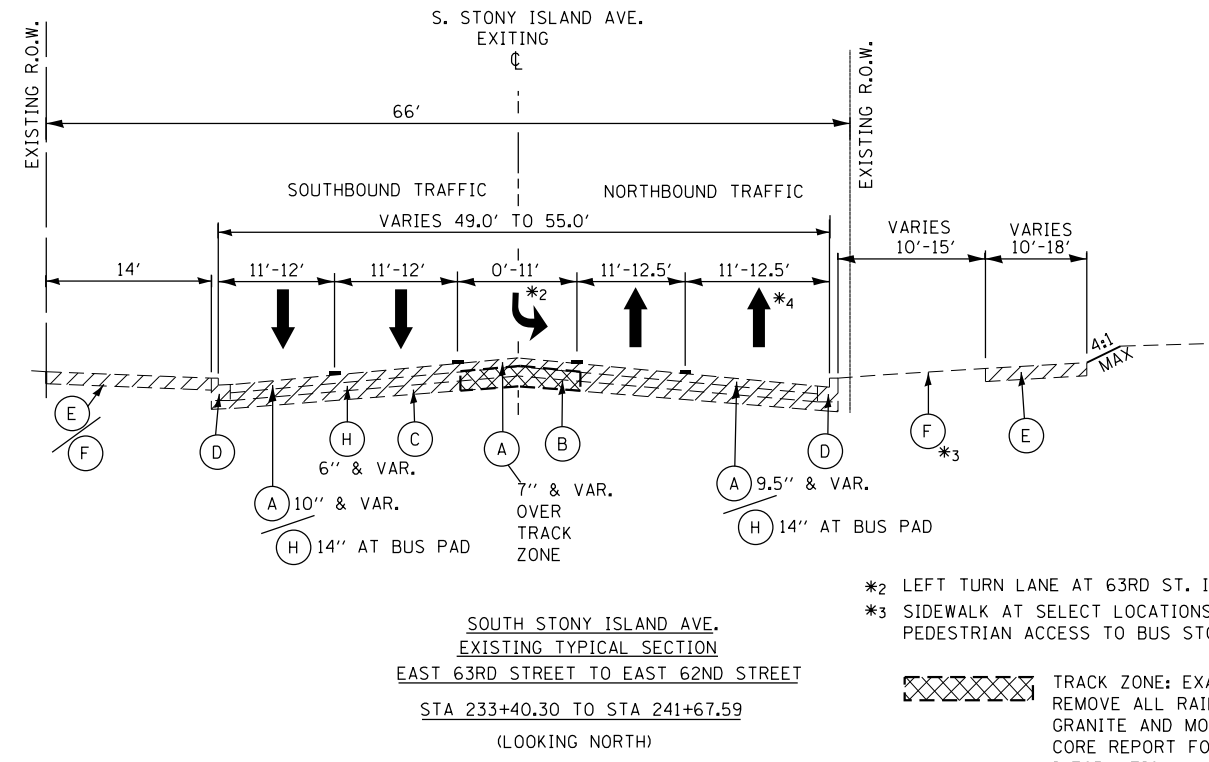 S. STONY ISLAND AVE.
EXITING
℄
EXISTING R.O.W.
EXISTING R.O.W.
66'
SOUTHBOUND TRAFFIC
NORTHBOUND TRAFFIC
VARIES 49.0' TO 55.0'
VARIES
10'-15'
VARIES
10'-18'
14'
11'-12'
11'-12'
0'-11'
11'-12.5'
11'-12.5'
*2
*4
4:1
MAX
E
F
D
H
C
A
B
D
F
*3
E
6" & VAR.
A 10" & VAR.
H 14" AT BUS PAD
7" & VAR.
OVER
TRACK
ZONE
A 9.5" & VAR.
H 14" AT BUS PAD
*2 LEFT TURN LANE AT 63RD ST.
*3 SIDEWALK AT SELECT LOCATIONS
PEDESTRIAN ACCESS TO BUS
SOUTH STONY ISLAND AVE.
EXISTING TYPICAL SECTION
EAST 63RD STREET TO EAST 62ND STREET
STA 233+40.30 TO STA 241+67.59
(LOOKING NORTH)
TRACK ZONE:
REMOVE ALL
GRANITE AND
CORE REPORT